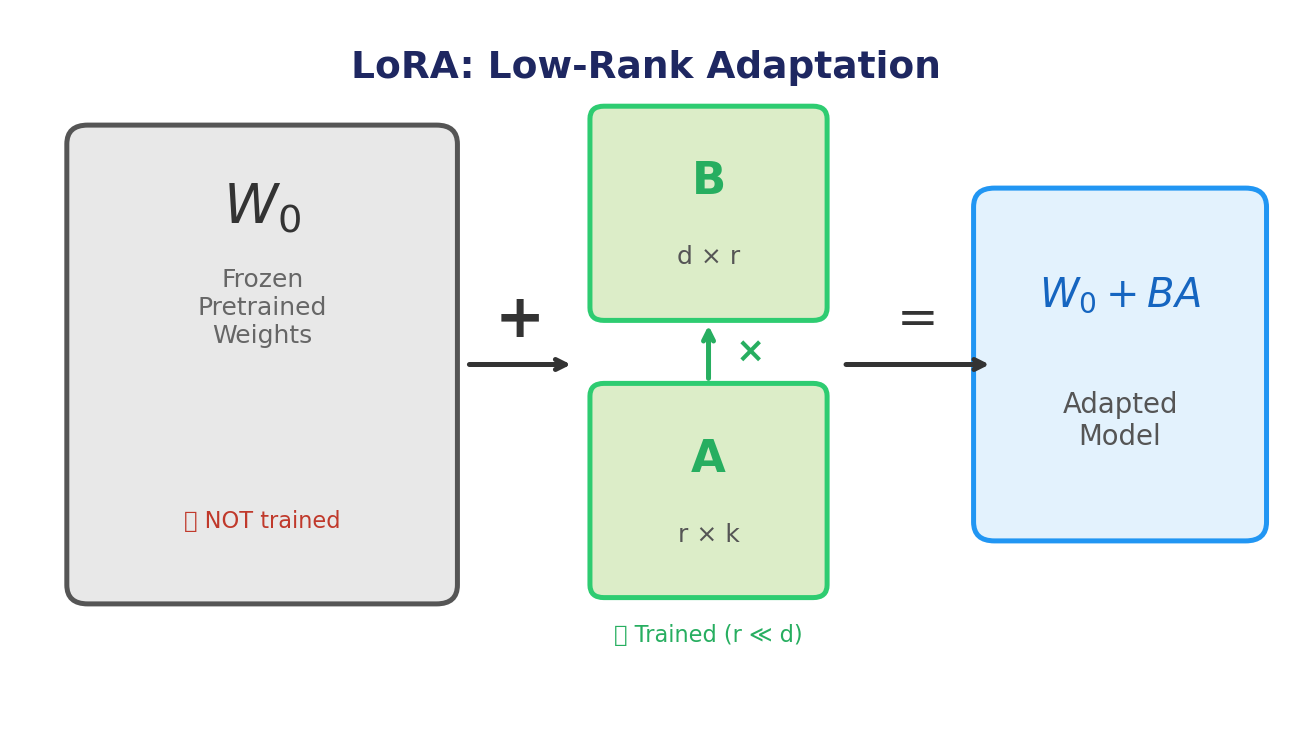 LoRA: Low-Rank Adaptation
W₀
Frozen
Pretrained
Weights
NOT trained
+
B
d × r
×
A
r × k
Trained (r ≪ d)
=
W₀ + BA
Adapted
Model